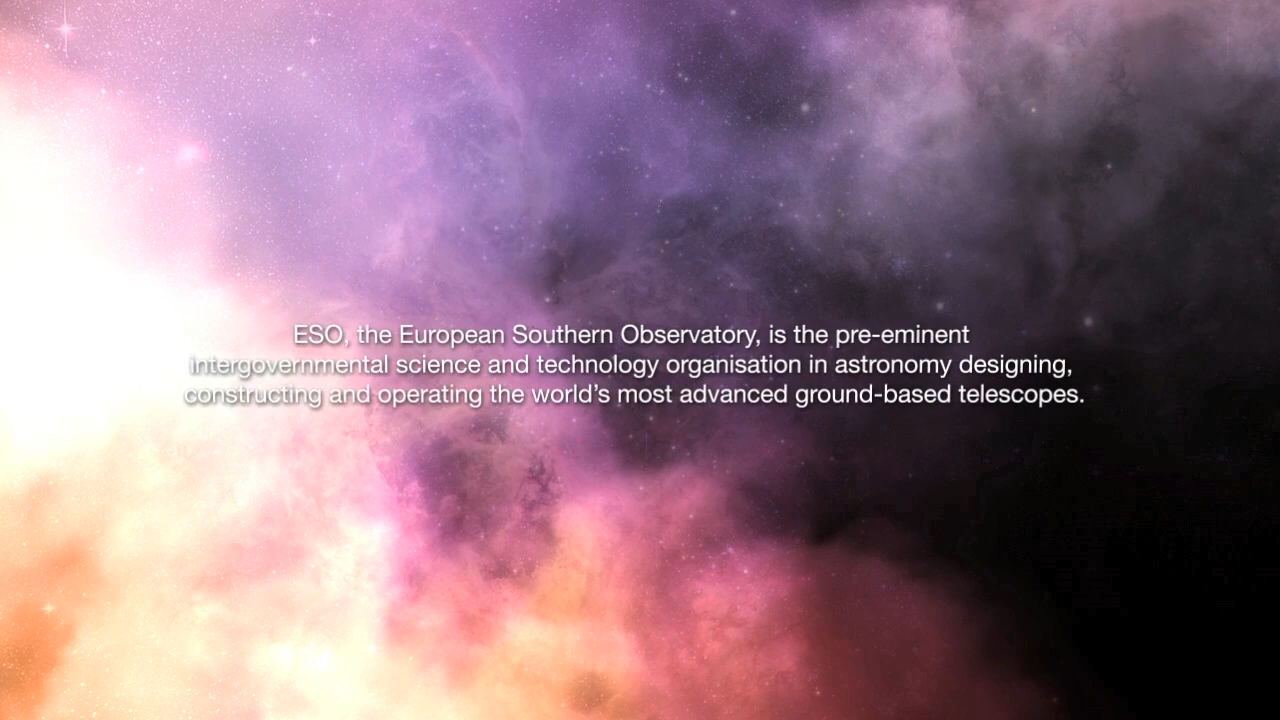 ESO, the European Southern Observatory, is the pre-eminent
intergovernmental science and technology organisation in astronomy designing,
constructing and operating the world’s most advanced ground-based telescopes.